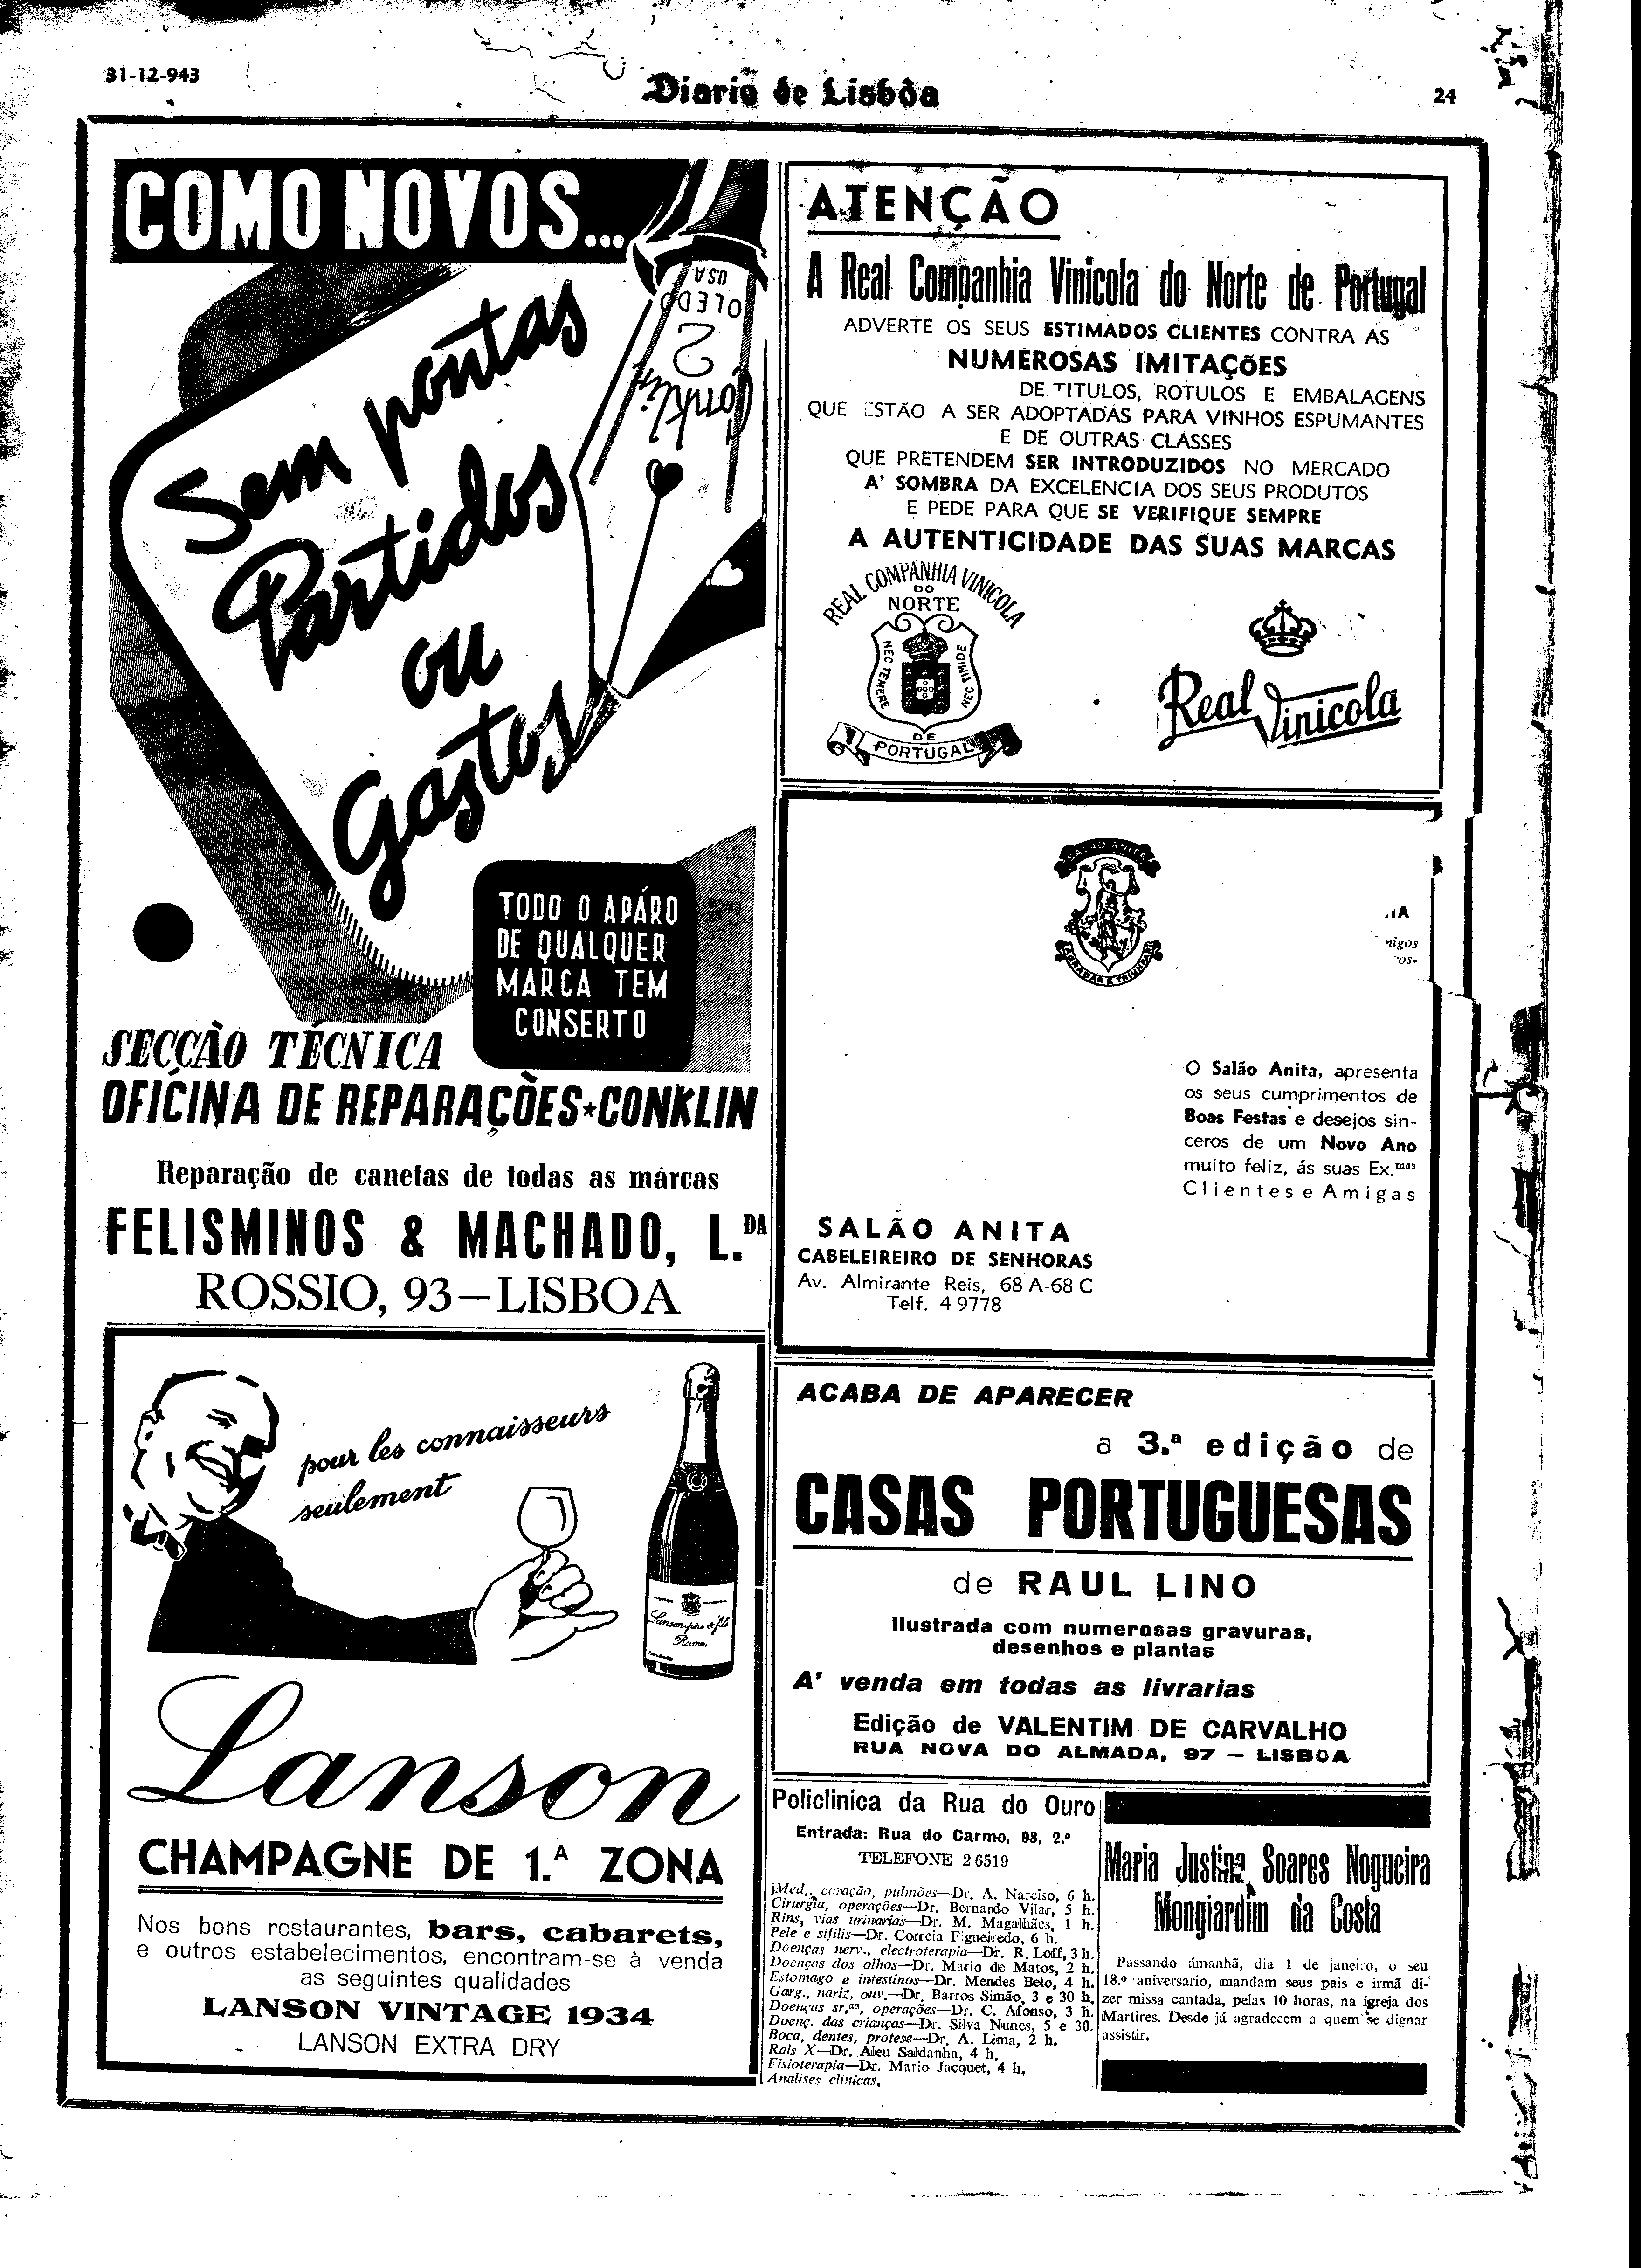 31-12-943
Diario de Lisbôa
24
COMO NOVOS...
Sem pontas
Partidos
ou
Gastos
USA
TOLEDO
2
Conklin
TODO O APÁRO
DE QUALQUER
MARCA TEM
CONSERTO
SECÇÃO TÉCNICA
OFICINA DE REPARAÇÕES★CONKLIN
Reparação de canetas de todas as marcas
FELISMINOS & MACHADO, L.DA
ROSSIO, 93—LISBOA
pour les connaisseurs
seulement
Lanson père & fils
Reims.
Lanson
CHAMPAGNE DE 1.ª ZONA
Nos bons restaurantes, bars, cabarets,
e outros estabelecimentos, encontram-se à venda
as seguintes qualidades
LANSON VINTAGE 1934
LANSON EXTRA DRY
ATENÇÃO
A Real Companhia Vinicola do Norte de Portugal
ADVERTE OS SEUS ESTIMADOS CLIENTES CONTRA AS
NUMEROSAS IMITAÇÕES
DE TITULOS, ROTULOS E EMBALAGENS
QUE ESTÃO A SER ADOPTADAS PARA VINHOS ESPUMANTES
E DE OUTRAS CLASSES
QUE PRETENDEM SER INTRODUZIDOS NO MERCADO
A' SOMBRA DA EXCELENCIA DOS SEUS PRODUTOS
E PEDE PARA QUE SE VERIFIQUE SEMPRE
A AUTENTICIDADE DAS SUAS MARCAS
REAL COMPANHIA VINICOLA
DO
NORTE
NEC TEMERE
NEC TIMIDE
DE
PORTUGAL
Real Vinicola
SALÃO ANITA
AGRADAR E TRIUNFAR
IA
nigos
os-
O Salão Anita, apresenta
os seus cumprimentos de
Boas Festas e desejos sin-
ceros de um Novo Ano
muito feliz, ás suas Ex.mas
Clientes e Amigas
SALÃO ANITA
CABELEIREIRO DE SENHORAS
Av. Almirante Reis, 68 A-68 C
Telf. 4 9778
ACABA DE APARECER
a 3.ª edição de
CASAS PORTUGUESAS
de RAUL LINO
Ilustrada com numerosas gravuras,
desenhos e plantas
A' venda em todas as livrarias
Edição de VALENTIM DE CARVALHO
RUA NOVA DO ALMADA, 97 — LISBOA
Policlinica da Rua do Ouro
Entrada: Rua do Carmo, 98, 2.º
TELEFONE 2 6519
Med., coração, pulmões—Dr. A. Narciso, 6 h.
Cirurgia, operações—Dr. Bernardo Vilar, 5 h.
Rins, vias urinarias—Dr. M. Magalhães, 1 h.
Pele e sifilis—Dr. Correia Figueiredo, 6 h.
Doenças nerv., electroterapia—Dr. R. Loff, 3 h.
Doenças dos olhos—Dr. Mario de Matos, 2 h.
Estomago e intestinos—Dr. Mendes Belo, 4 h.
Garg., nariz, ouv.—Dr. Barros Simão, 3 e 30 h.
Doenças sr.as, operações—Dr. C. Afonso, 3 h.
Doenç. das crianças—Dr. Silva Nunes, 5 e 30.
Boca, dentes, protese—Dr. A. Lima, 2 h.
Rais X—Dr. Aleu Saldanha, 4 h.
Fisioterapia—Dr. Mario Jacquet, 4 h.
Analises clinicas.
Maria Justina Soares Nogueira
Mongiardim da Costa
Passando ámanhã, dia 1 de janeiro, o seu
18.º aniversario, mandam seus pais e irmã di-
zer missa cantada, pelas 10 horas, na igreja dos
Martires. Desde já agradecem a quem se dignar
assistir.